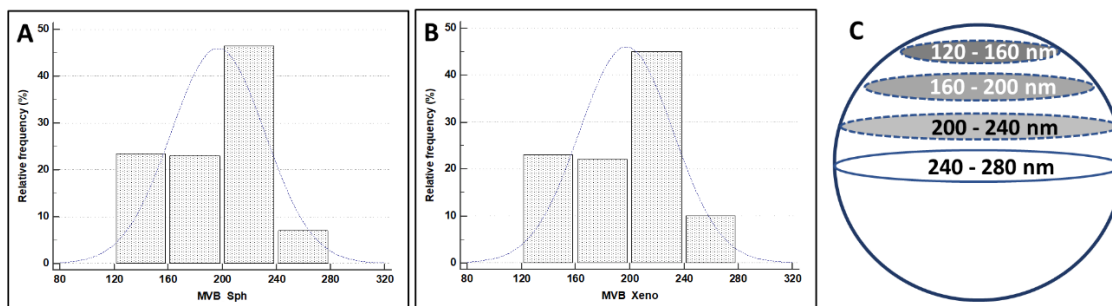 A
Relative frequency (%)
50
40
30
20
10
0
80 120 160 200 240 280 320
MVB Sph
B
Relative frequency (%)
50
40
30
20
10
0
80 120 160 200 240 280 320
MVB Xeno
C
120 - 160 nm
160 - 200 nm
200 - 240 nm
240 - 280 nm